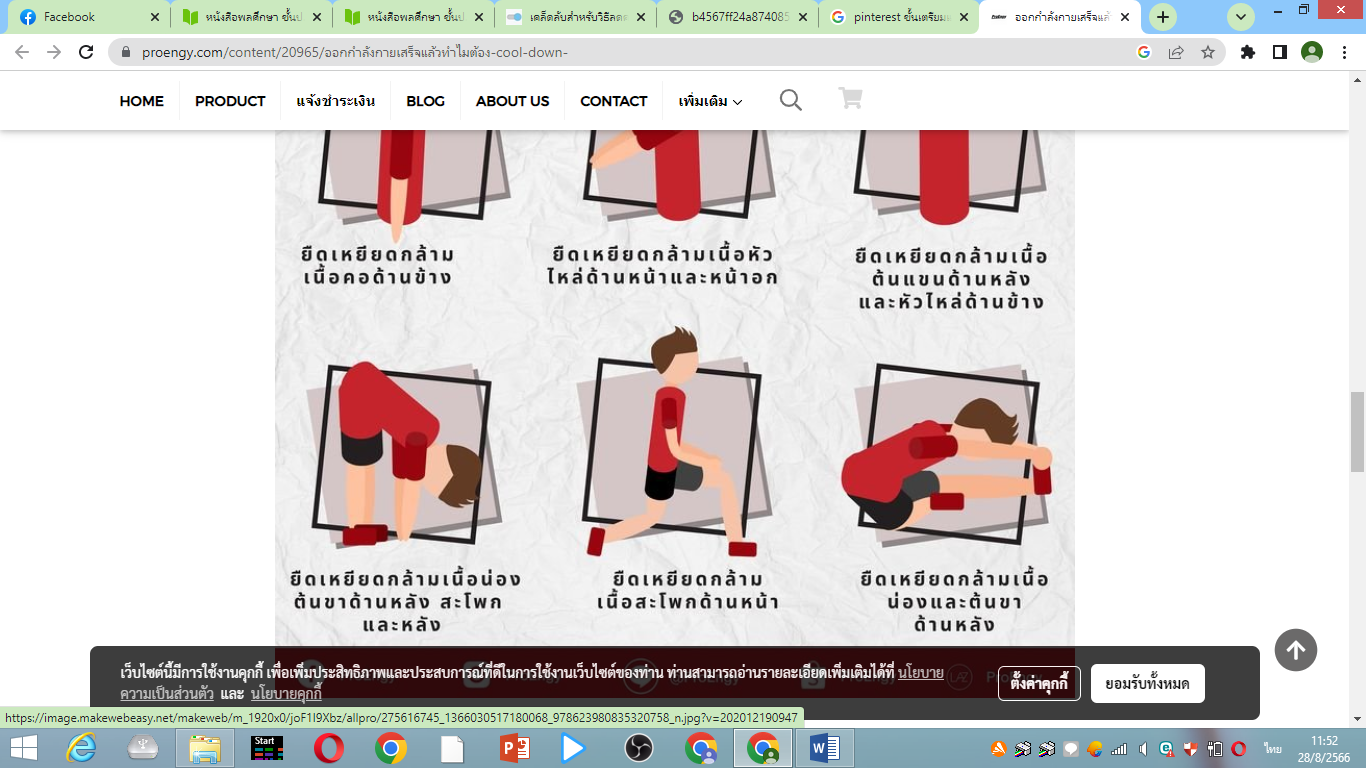 Facebook
หนังสือพลศึกษา ชั้นป
หนังสือพลศึกษา ชั้นป
เคล็ดลับสำหรับวิธีลดค
b4567ff24a874085
pinterest ขั้นเตรียมแ
ออกกำลังกายเสร็จแล้
proengy.com/content/20965/ออกกำลังกายเสร็จแล้วทำไมต้อง-cool-down-
HOME
PRODUCT
แจ้งชำระเงิน
BLOG
ABOUT US
CONTACT
เพิ่มเติม
ยืดเหยียดกล้าม
เนื้อคอด้านข้าง
ยืดเหยียดกล้ามเนื้อหัว
ไหล่ด้านหน้าและหน้าอก
ยืดเหยียดกล้ามเนื้อ
ต้นแขนด้านหลัง
และหัวไหล่ด้านข้าง
ยืดเหยียดกล้ามเนื้อน่อง
ต้นขาด้านหลัง สะโพก
และหลัง
ยืดเหยียดกล้าม
เนื้อสะโพกด้านหน้า
ยืดเหยียดกล้ามเนื้อ
น่องและต้นขา
ด้านหลัง
เว็บไซต์นี้มีการใช้งานคุกกี้ เพื่อเพิ่มประสิทธิภาพและประสบการณ์ที่ดีในการใช้งานเว็บไซต์ของท่าน ท่านสามารถอ่านรายละเอียดเพิ่มเติมได้ที่ นโยบาย
ความเป็นส่วนตัว และ นโยบายคุกกี้
ตั้งค่าคุกกี้
ยอมรับทั้งหมด
https://image.makewebeasy.net/makeweb/m_1920x0/joF1I9Xbz/allpro/275616745_1366030517180068_978623980835320758_n.jpg?v=202012190947
Start
ไทย
11:52
28/8/2566